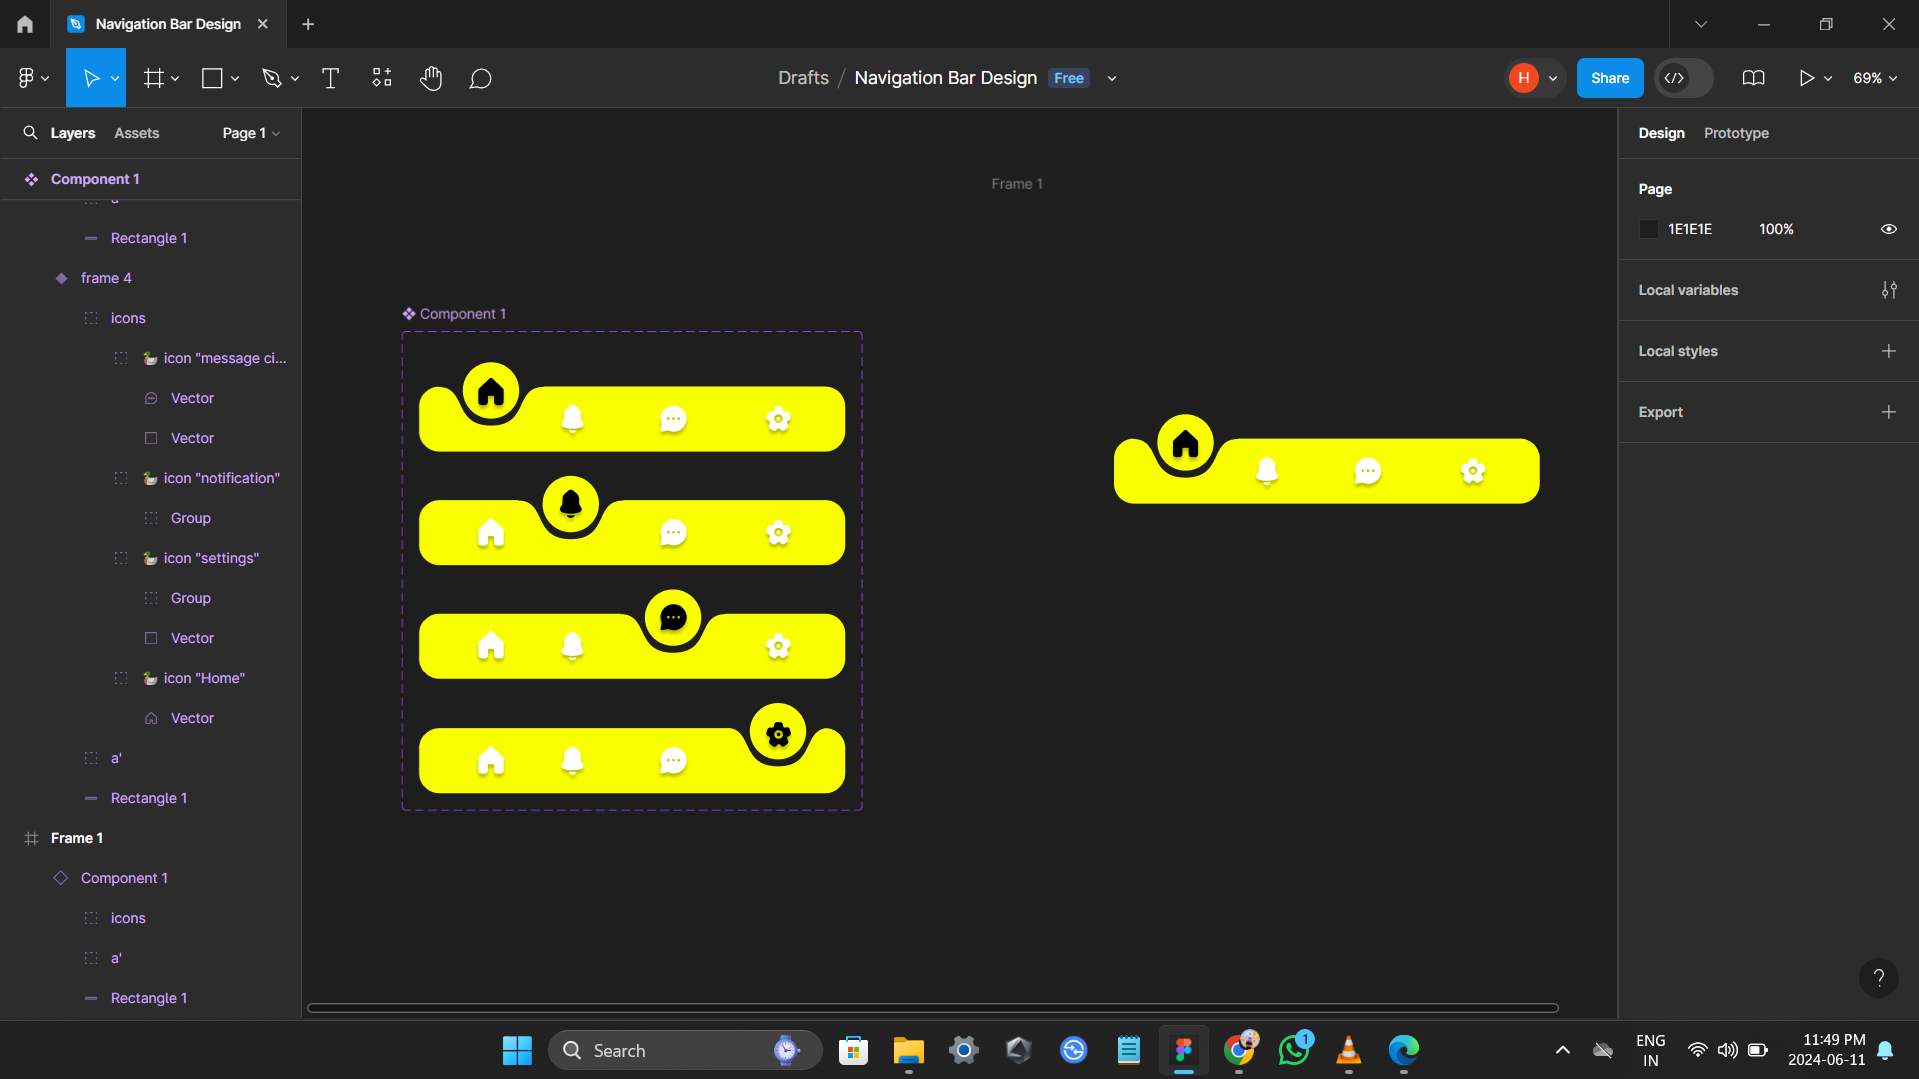 Navigation Bar Design
Drafts / Navigation Bar Design Free
H
Share
69%
Layers
Assets
Page 1
Component 1
a'
Rectangle 1
frame 4
icons
icon "message ci...
Vector
Vector
icon "notification"
Group
icon "settings"
Group
Vector
icon "Home"
Vector
a'
Rectangle 1
Frame 1
Component 1
icons
a'
Rectangle 1
Frame 1
Component 1
Design
Prototype
Page
1E1E1E 100%
Local variables
Local styles
Export
?
Search
1
ENG
IN
11:49 PM
2024-06-11